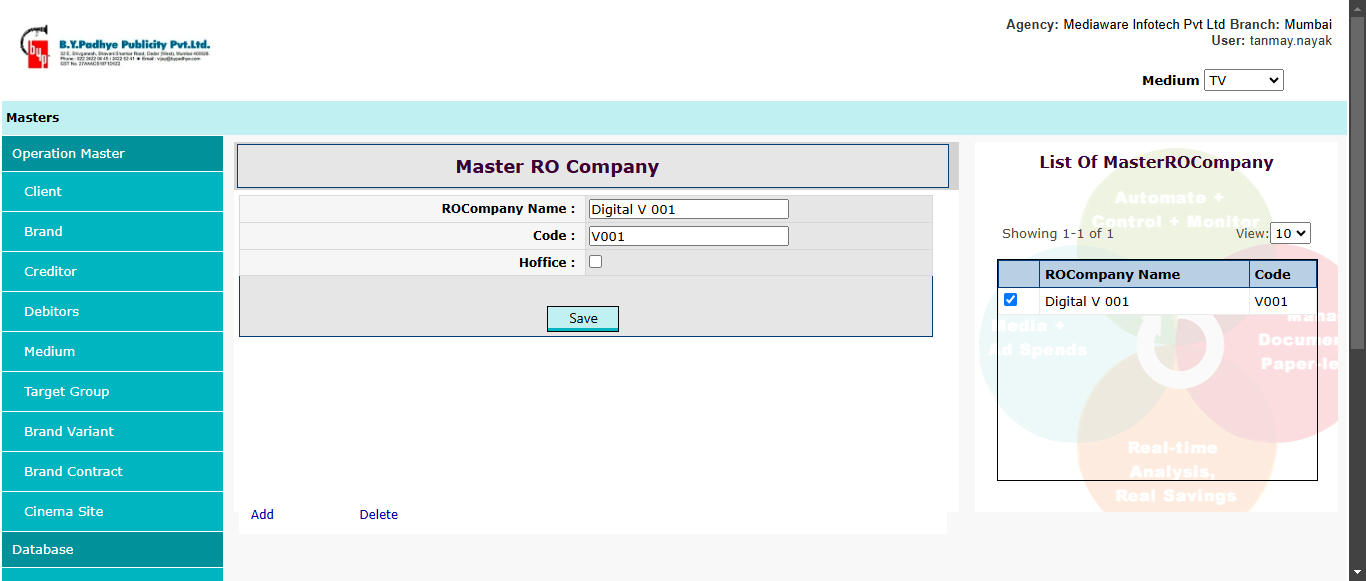 Agency: Mediaware Infotech Pvt Ltd Branch: Mumbai
User: tanmay.nayak
byp
B.Y.Padhye Publicity Pvt.Ltd.
Medium TV
Masters
Operation Master
Client
Brand
Creditor
Debitors
Medium
Target Group
Brand Variant
Brand Contract
Cinema Site
Database
Master RO Company
ROCompany Name : Digital V 001
Code : V001
Hoffice :
Save
Add Delete
List Of MasterROCompany
Automate +
Control + Monitor
Showing 1-1 of 1 View: 10
ROCompany Name Code
Digital V 001 V001
Media +
Ad Spends
Mana
Documen
Paper-le
Real-time
Analysis,
Real Savings